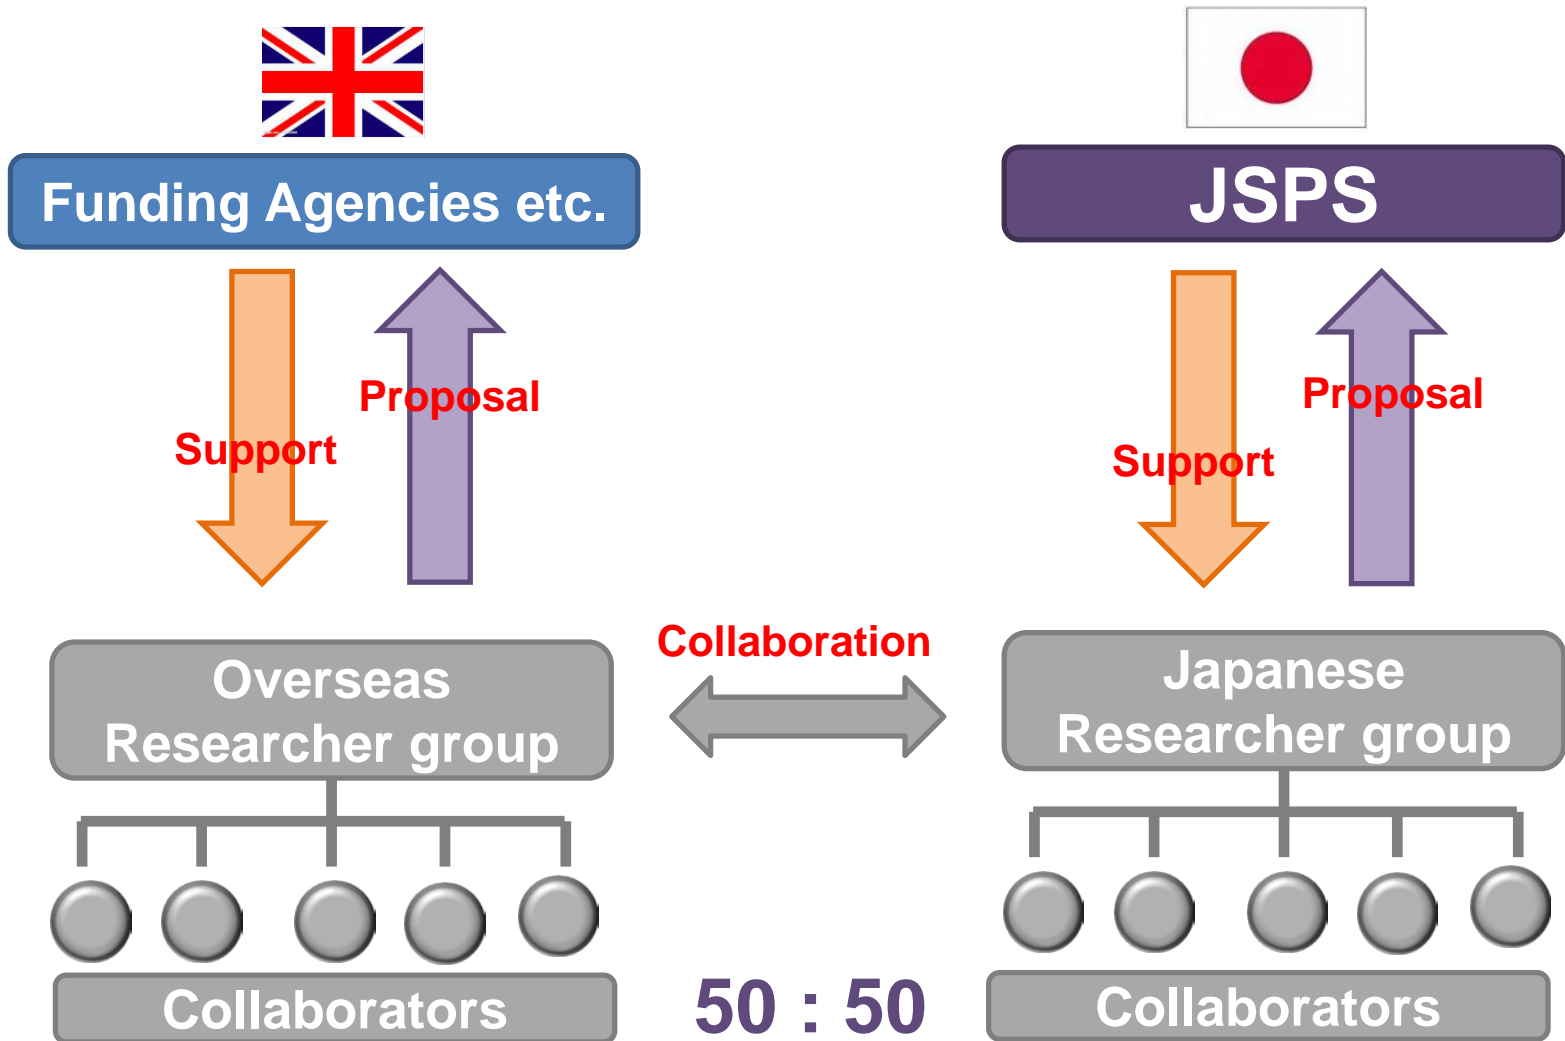 Funding Agencies etc.
JSPS
Proposal
Support
Proposal
Support
Collaboration
Overseas
Researcher group
Japanese
Researcher group
Collaborators
50 : 50
Collaborators